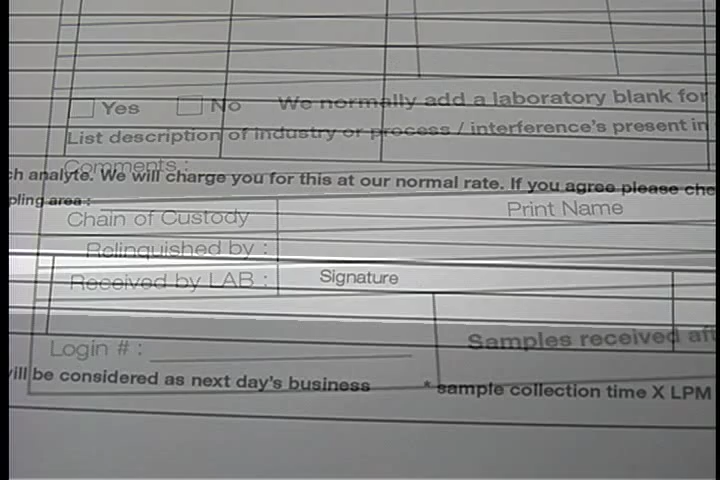 Yes No We normally add a laboratory blank for
List description of industry or process / interference's present in
Comments :
ch analyte. We will charge you for this at our normal rate. If you agree please che
pling area :
Chain of Custody Print Name
Relinquished by :
Received by LAB : Signature
Login # : Samples received aft
ill be considered as next day's business * sample collection time X LPM